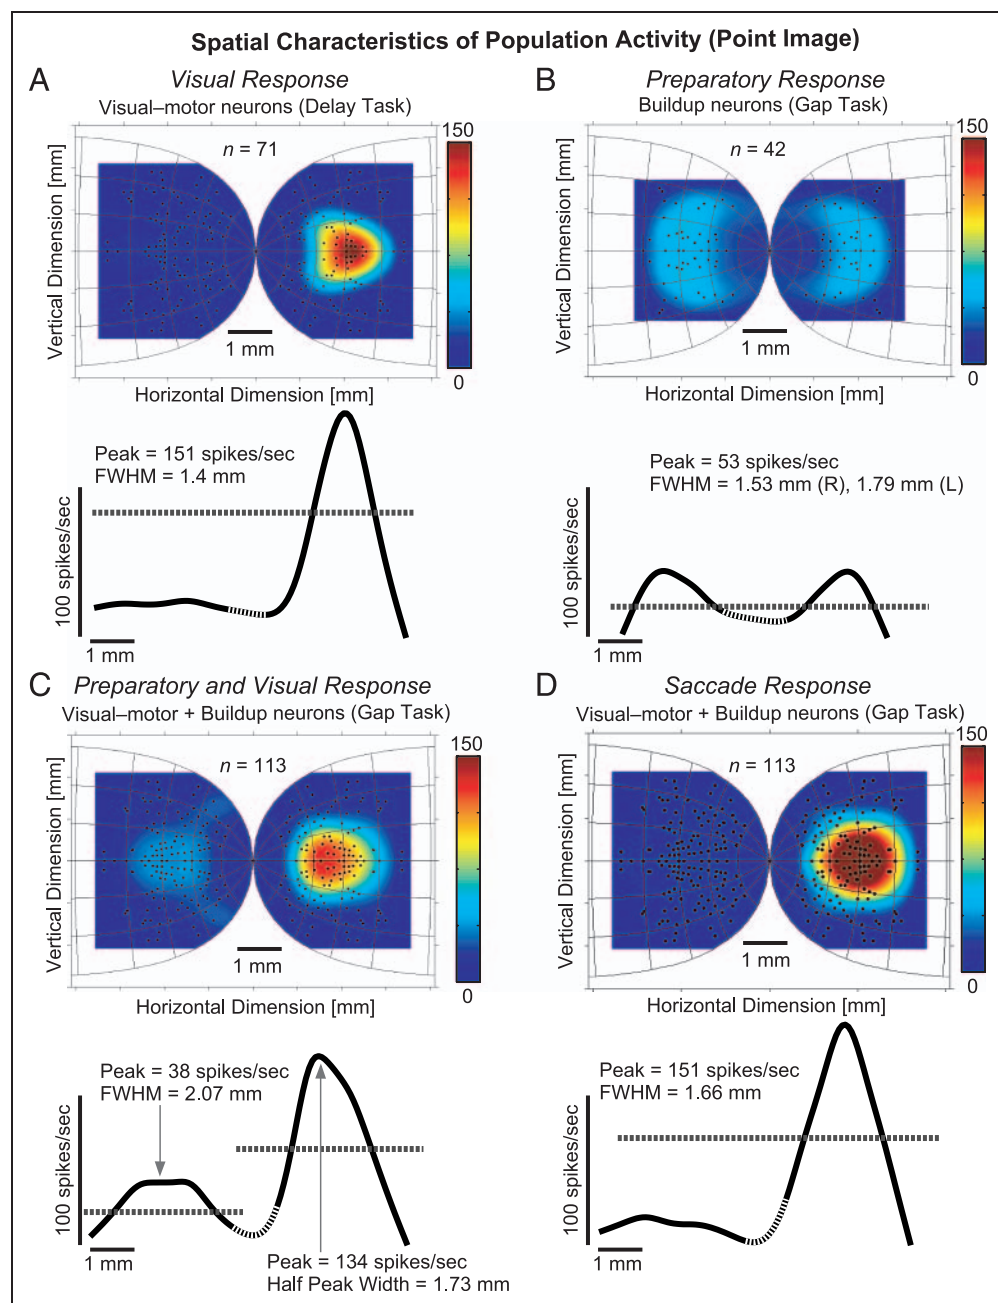 Spatial Characteristics of Population Activity (Point Image)
A
Visual Response
Visual–motor neurons (Delay Task)
n = 71
150
0
Vertical Dimension [mm]
1 mm
Horizontal Dimension [mm]
Peak = 151 spikes/sec
FWHM = 1.4 mm
100 spikes/sec
1 mm
B
Preparatory Response
Buildup neurons (Gap Task)
n = 42
150
0
Vertical Dimension [mm]
1 mm
Horizontal Dimension [mm]
Peak = 53 spikes/sec
FWHM = 1.53 mm (R), 1.79 mm (L)
100 spikes/sec
1 mm
C
Preparatory and Visual Response
Visual–motor + Buildup neurons (Gap Task)
n = 113
150
0
Vertical Dimension [mm]
1 mm
Horizontal Dimension [mm]
Peak = 38 spikes/sec
FWHM = 2.07 mm
100 spikes/sec
1 mm
Peak = 134 spikes/sec
Half Peak Width = 1.73 mm
D
Saccade Response
Visual–motor + Buildup neurons (Gap Task)
n = 113
150
0
Vertical Dimension [mm]
1 mm
Horizontal Dimension [mm]
Peak = 151 spikes/sec
FWHM = 1.66 mm
100 spikes/sec
1 mm